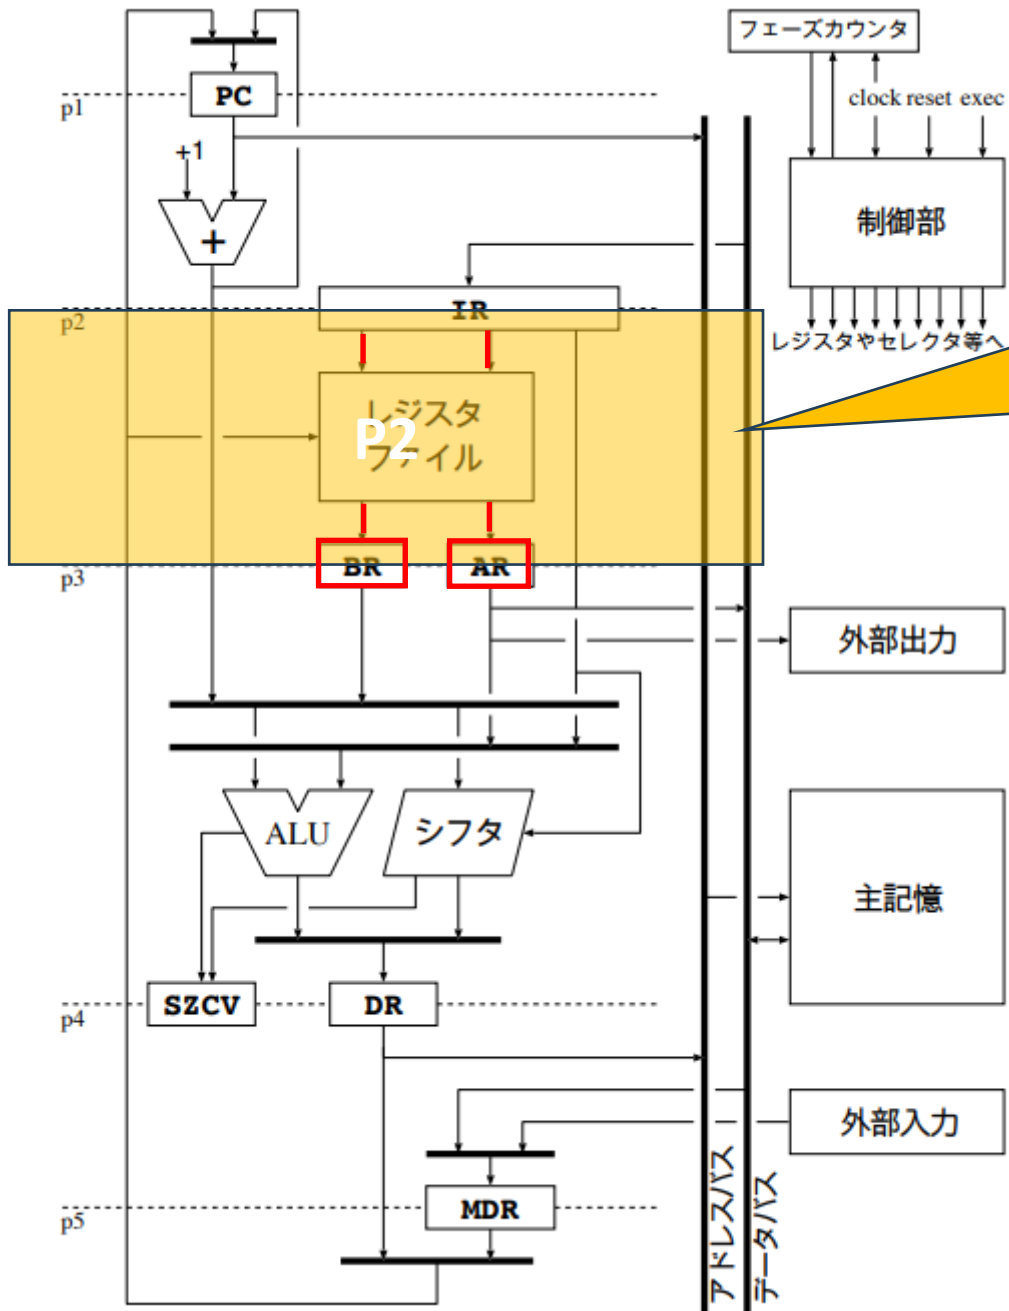 フェーズカウンタ
PC
p1
clock reset exec
+1
制御部
+
IR
p2
レジスタやセレクタ等へ
レジスタ
P2
ファイル
BR
AR
p3
外部出力
ALU
シフタ
主記憶
SZCV
DR
p4
外部入力
アドレスバス
データバス
MDR
p5